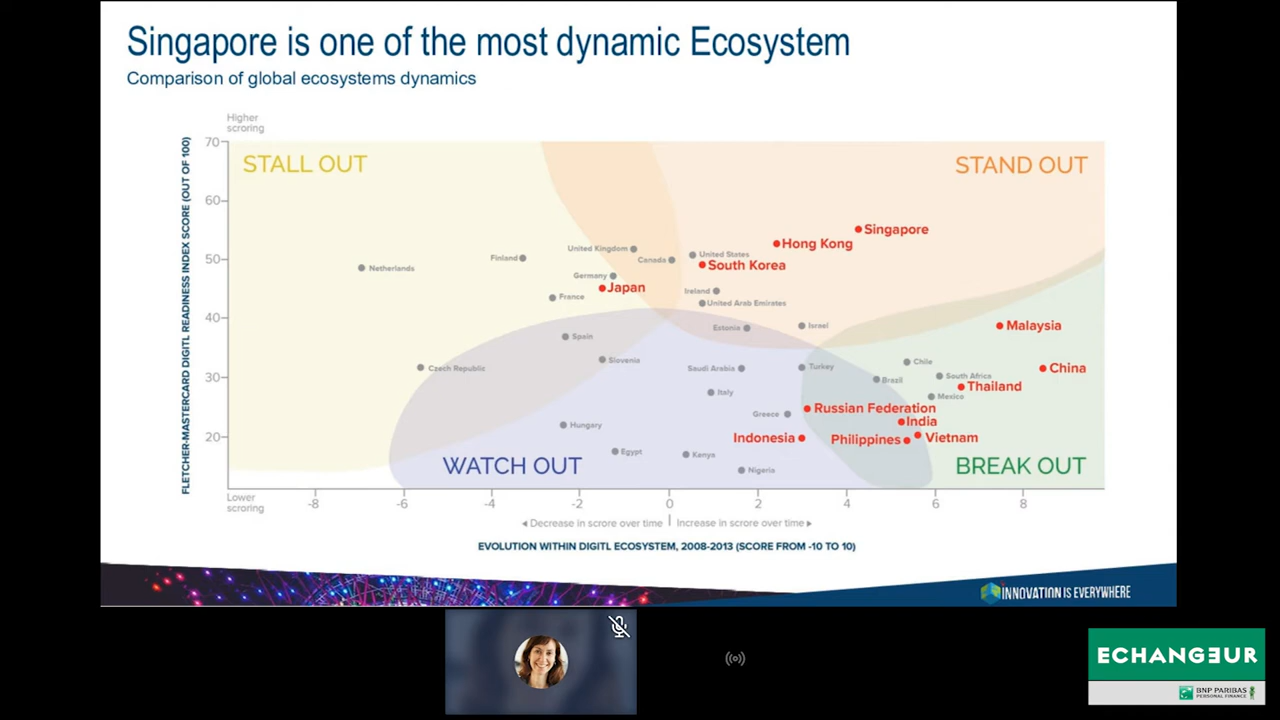 Singapore is one of the most dynamic Ecosystem
Comparison of global ecosystems dynamics
Higher
scoring
FLETCHER-MASTERCARD DIGITL READINESS INDEX SCORE (OUT OF 100)
70
60
50
40
30
20
Lower
scoring
STALL OUT
STAND OUT
WATCH OUT
BREAK OUT
Singapore
Hong Kong
United Kingdom
United States
Finland
Canada
South Korea
Netherlands
Germany
Japan
Ireland
France
United Arab Emirates
Estonia
Israel
Malaysia
Spain
Slovenia
Czech Republic
Saudi Arabia
Turkey
Chile
China
Brazil
South Africa
Thailand
Italy
Mexico
Greece
Russian Federation
India
Hungary
Indonesia
Philippines
Vietnam
Egypt
Kenya
Nigeria
-8
-6
-4
-2
0
2
4
6
8
Decrease in scrore over time
Increase in scrore over time
EVOLUTION WITHIN DIGITL ECOSYSTEM, 2008-2013 (SCORE FROM -10 TO 10)
INNOVATION IS EVERYWHERE
ECHANGEUR
BNP PARIBAS
PERSONAL FINANCE